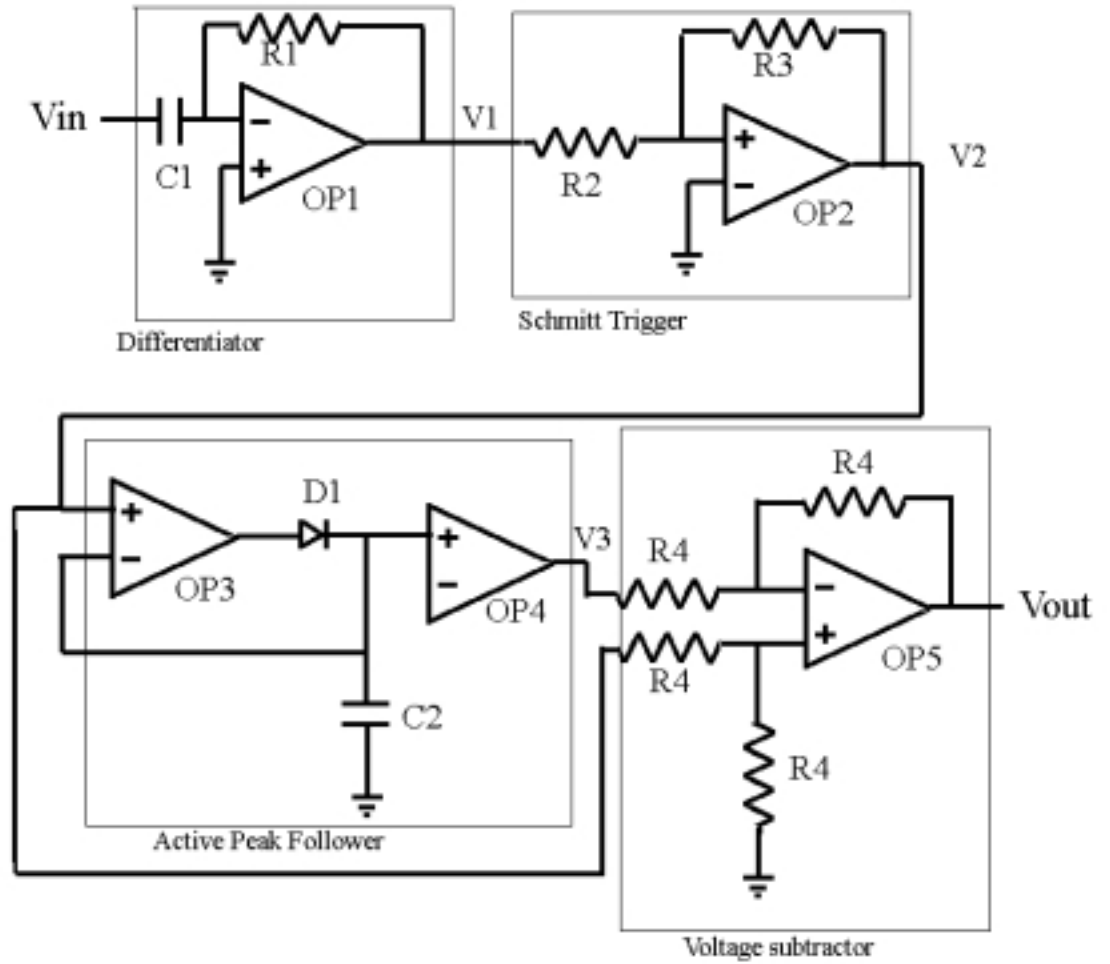 R1
Vin
−
+
C1
OP1
V1
Differentiator
R3
R2
+
−
OP2
V2
Schmitt Trigger
D1
+
−
OP3
+
−
OP4
V3
C2
Active Peak Follower
R4
R4
R4
−
+
OP5
Vout
R4
Voltage subtractor